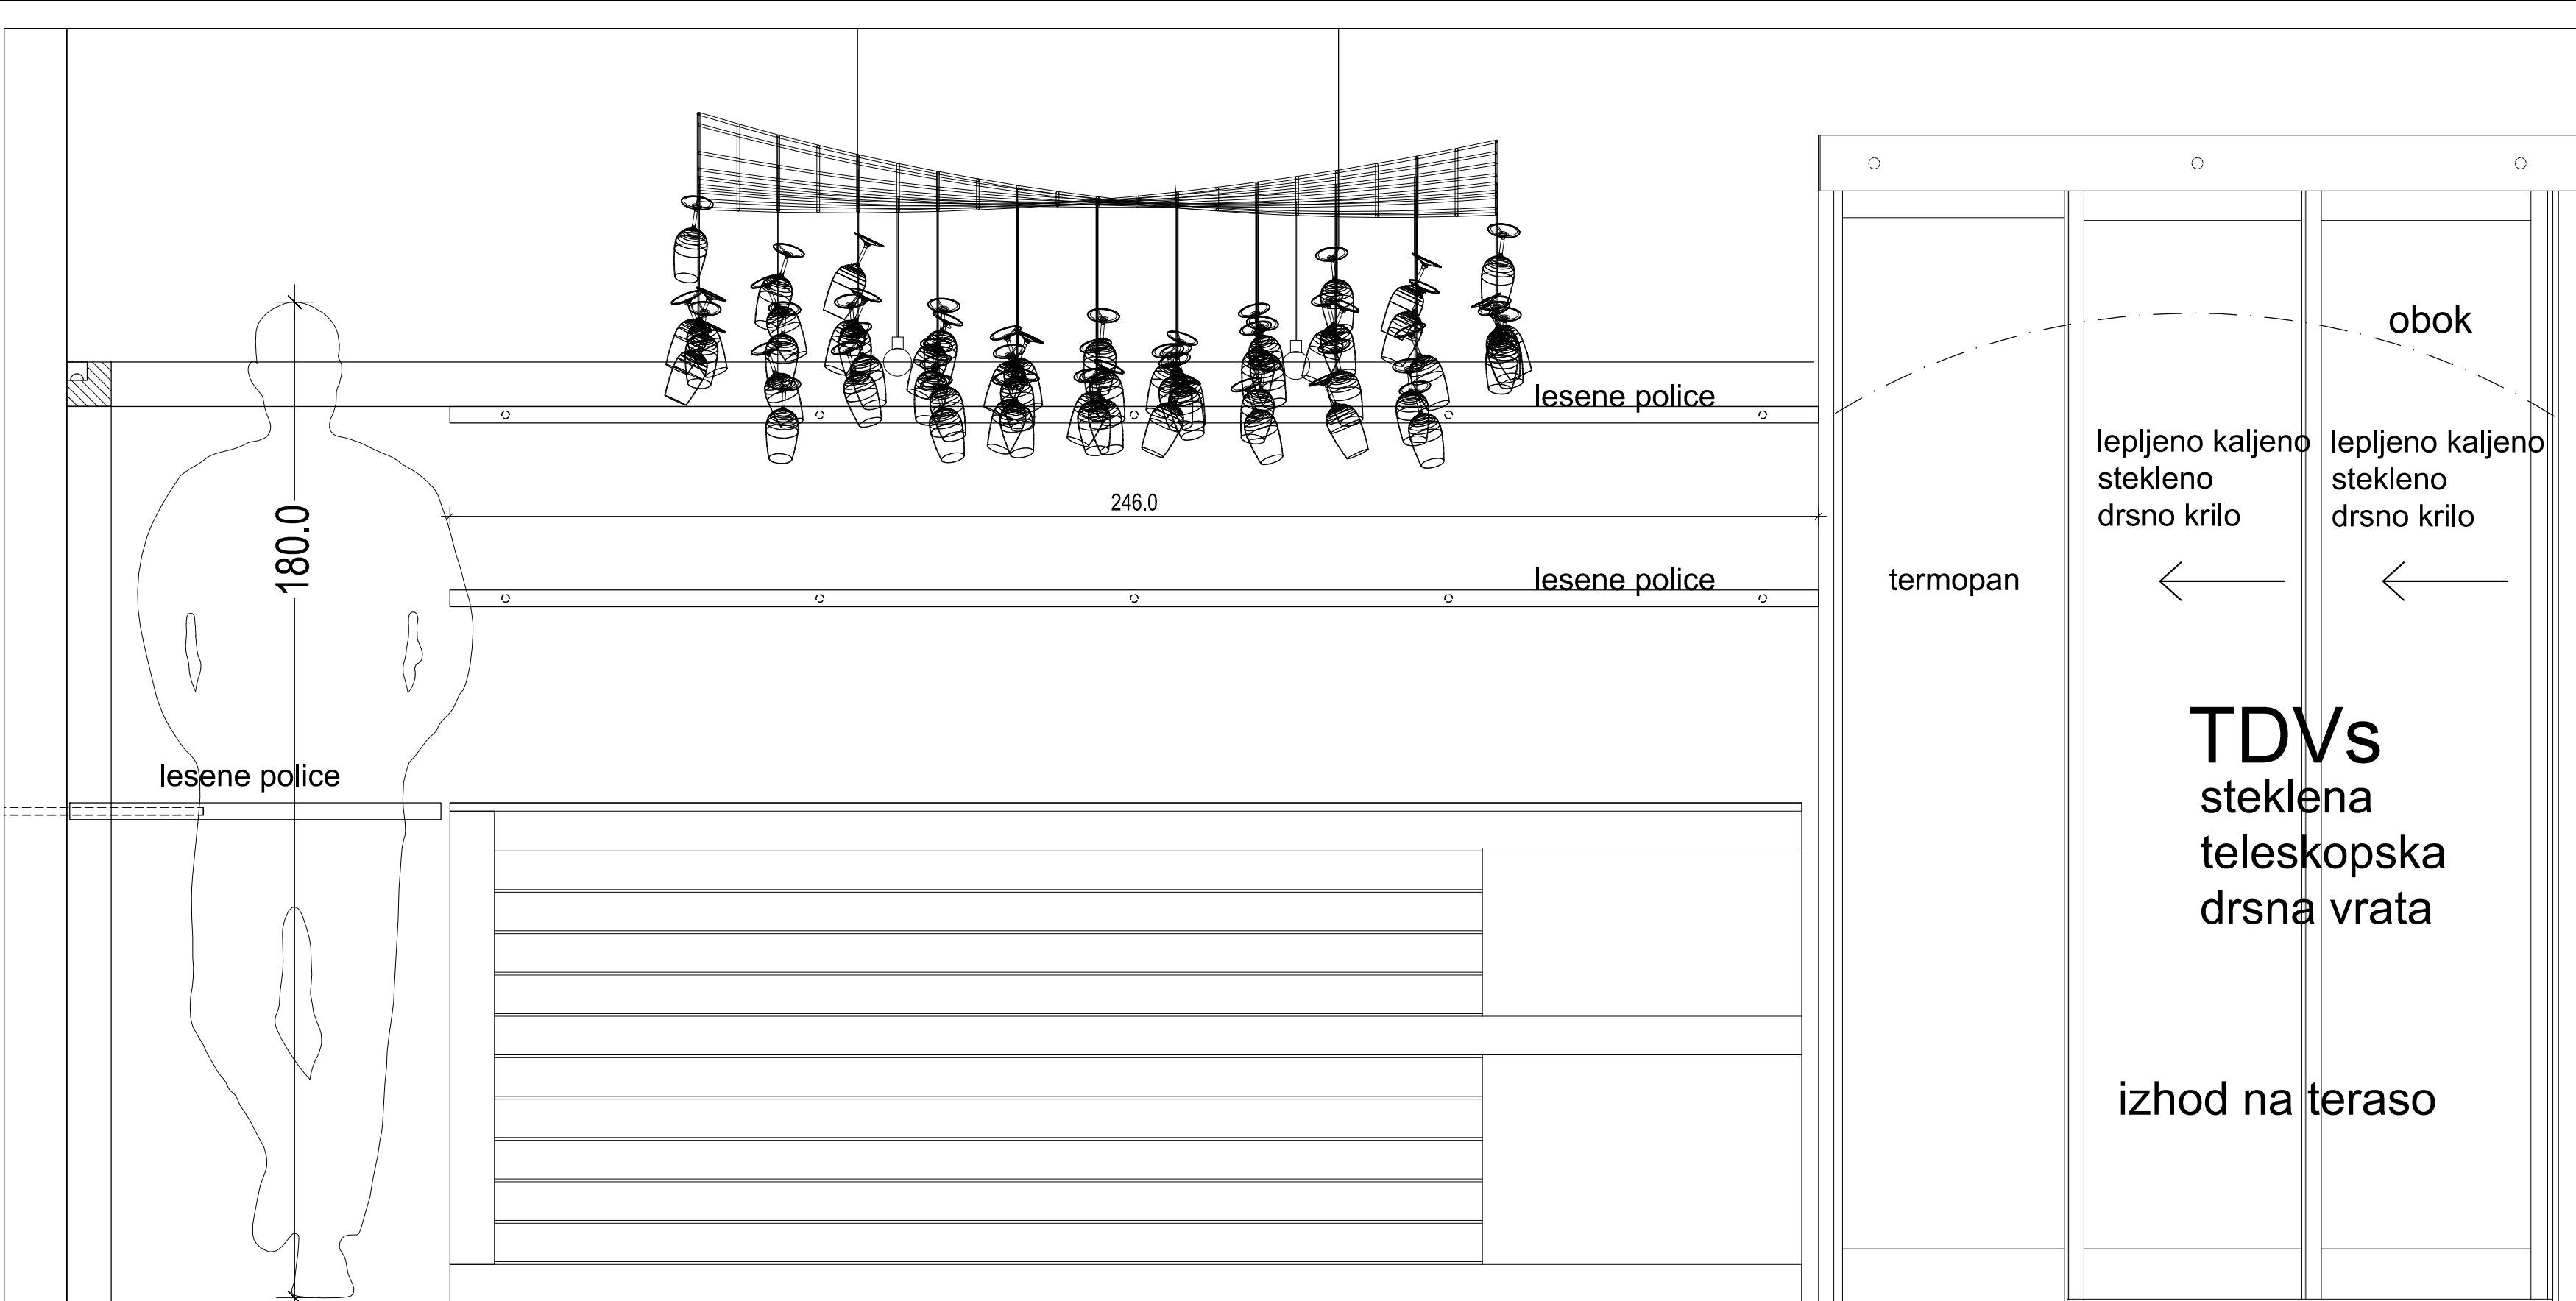 obok
lesene police
lepljeno kaljeno
stekleno
drsno krilo
lepljeno kaljeno
stekleno
drsno krilo
246.0
180.0
lesene police
termopan
TDVs
steklena
teleskopska
drsna vrata
lesene police
izhod na teraso